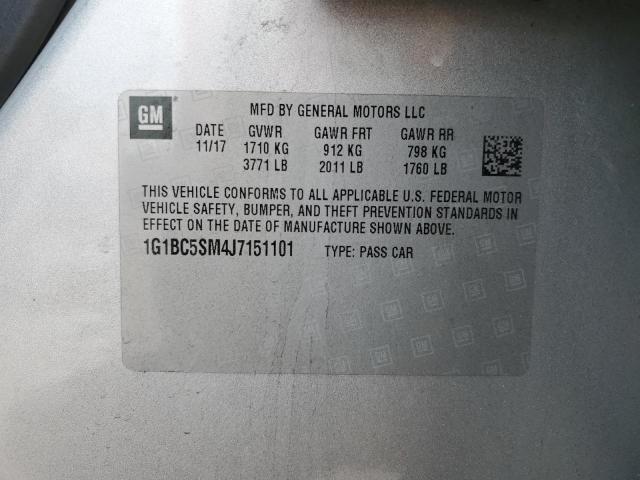 GM MFD BY GENERAL MOTORS LLC
DATE GVWR GAWR FRT GAWR RR
11/17 1710 KG 912 KG 798 KG
3771 LB 2011 LB 1760 LB
THIS VEHICLE CONFORMS TO ALL APPLICABLE U.S. FEDERAL MOTOR
VEHICLE SAFETY, BUMPER, AND THEFT PREVENTION STANDARDS IN
EFFECT ON THE DATE OF MANUFACTURE SHOWN ABOVE.
1G1BC5SM4J7151101 TYPE: PASS CAR